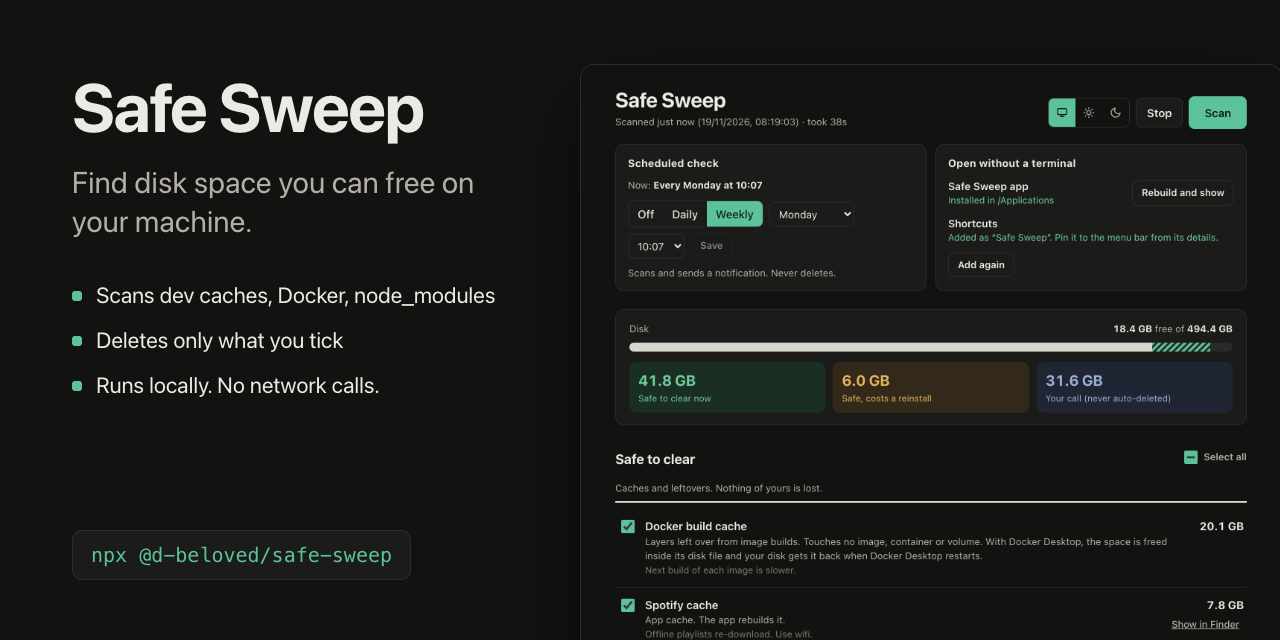 Safe Sweep
Find disk space you can free on
your machine.
Scans dev caches, Docker, node_modules
Deletes only what you tick
Runs locally. No network calls.
npx @d-beloved/safe-sweep
Safe Sweep
Scanned just now (19/11/2026, 08:19:03) · took 38s
Stop
Scan
Scheduled check
Now: Every Monday at 10:07
Off Daily Weekly Monday
10:07 Save
Scans and sends a notification. Never deletes.
Open without a terminal
Safe Sweep app
Installed in /Applications
Rebuild and show
Shortcuts
Added as “Safe Sweep”. Pin it to the menu bar from its details.
Add again
Disk
18.4 GB free of 494.4 GB
41.8 GB
Safe to clear now
6.0 GB
Safe, costs a reinstall
31.6 GB
Your call (never auto-deleted)
Safe to clear
Select all
Caches and leftovers. Nothing of yours is lost.
Docker build cache
20.1 GB
Layers left over from image builds. Touches no image, container or volume. With Docker Desktop, the space is freed
inside its disk file and your disk gets it back when Docker Desktop restarts.
Next build of each image is slower.
Spotify cache
7.8 GB
App cache. The app rebuilds it.
Show in Finder
Offline playlists re-download. Use wifi.